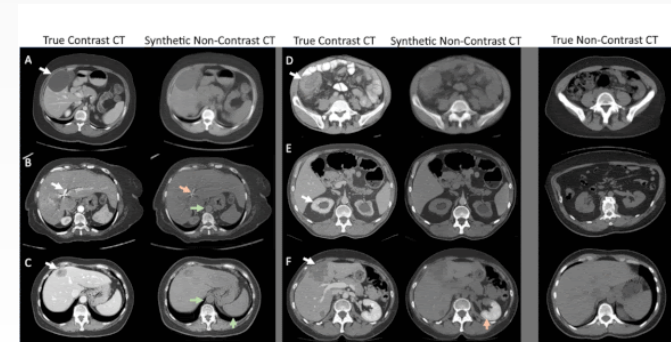 True Contrast CT Synthetic Non-Contrast CT True Contrast CT Synthetic Non-Contrast CT True Non-Contrast CT
A D
B E
C F